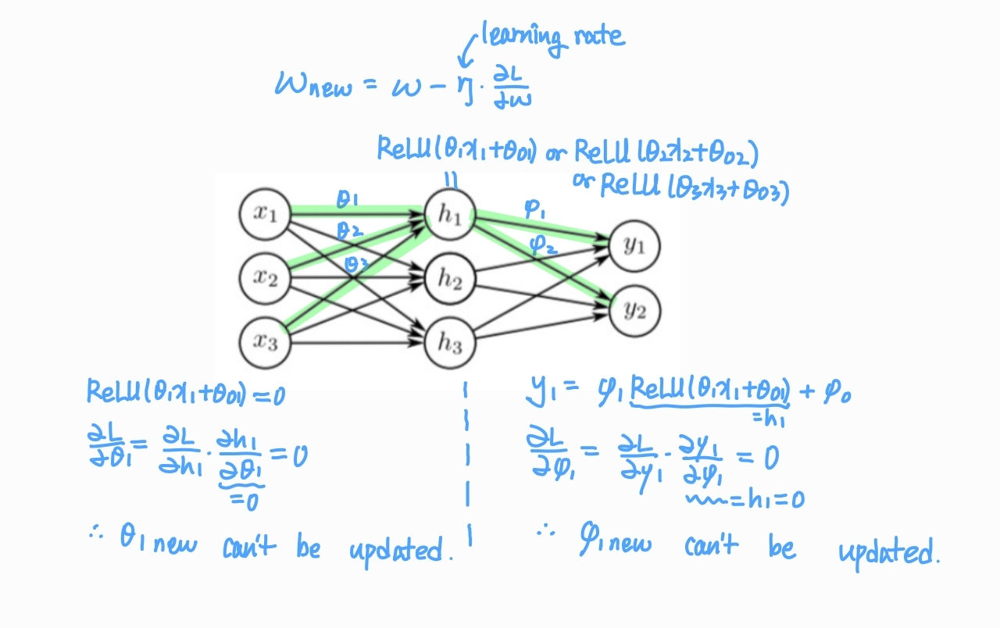 learning rate
Wnew = w − η · ∂L/∂w
ReLU(θ₁x₁+θ₀₁) or ReLU(θ₂x₂+θ₀₂)
or ReLU(θ₃x₃+θ₀₃)
||
x₁ θ₁ h₁ φ₁
θ₂ φ₂ y₁
x₂ θ₃ h₂
y₂
x₃ h₃
ReLU(θ₁x₁+θ₀₁)=0
∂L/∂θ₁ = ∂L/∂h₁ · ∂h₁/∂θ₁ = 0
=0
∴ θ₁ new can't be updated.
y₁ = φ₁ ReLU(θ₁x₁+θ₀₁) + φ₀
=h₁
∂L/∂φ₁ = ∂L/∂y₁ · ∂y₁/∂φ₁ = 0
=h₁=0
∴ φ₁new can't be updated.